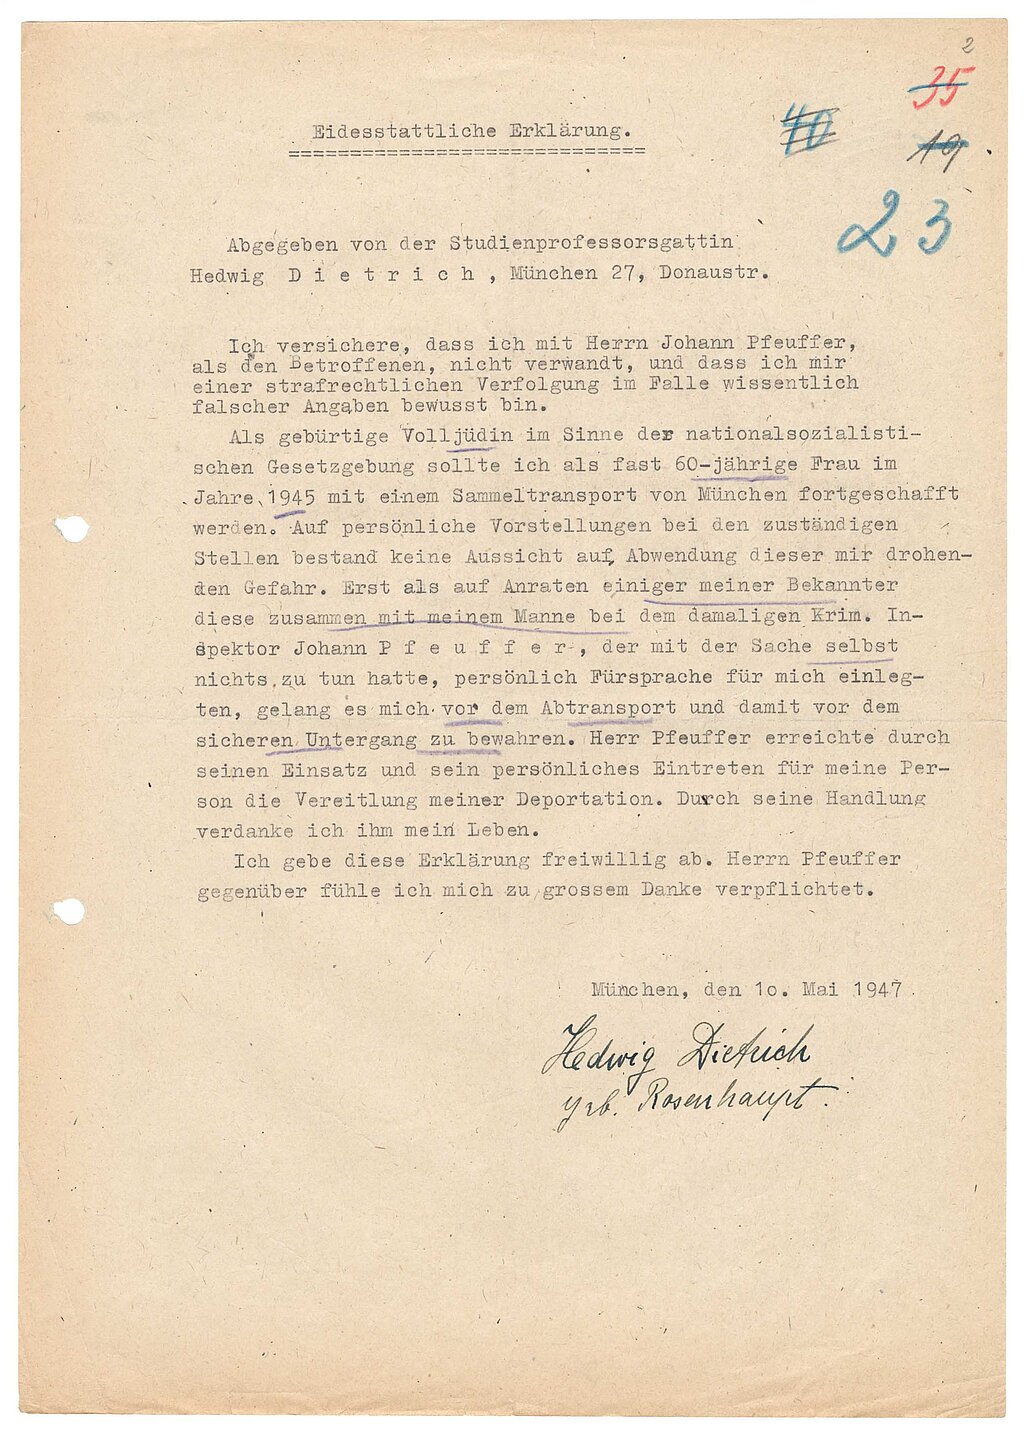 2
35
40
19
23
Eidesstattliche Erklärung.
=============================
Abgegeben von der Studienprofessorsgattin
Hedwig D i e t r i c h , München 27, Donaustr.
Ich versichere, dass ich mit Herrn Johann Pfeuffer,
als den Betroffenen, nicht verwandt, und dass ich mir
einer strafrechtlichen Verfolgung im Falle wissentlich
falscher Angaben bewusst bin.
Als gebürtige Volljüdin im Sinne der nationalsozialisti-
schen Gesetzgebung sollte ich als fast 60-jährige Frau im
Jahre 1945 mit einem Sammeltransport von München fortgeschafft
werden. Auf persönliche Vorstellungen bei den zuständigen
Stellen bestand keine Aussicht auf Abwendung dieser mir drohen-
den Gefahr. Erst als auf Anraten einiger meiner Bekannter
diese zusammen mit meinem Manne bei dem damaligen Krim. In-
spektor Johann P f e u f f e r , der mit der Sache selbst
nichts zu tun hatte, persönlich Fürsprache für mich einleg-
ten, gelang es mich vor dem Abtransport und damit vor dem
sicheren Untergang zu bewahren. Herr Pfeuffer erreichte durch
seinen Einsatz und sein persönliches Eintreten für meine Per-
son die Vereitlung meiner Deportation. Durch seine Handlung
verdanke ich ihm mein Leben.
Ich gebe diese Erklärung freiwillig ab. Herrn Pfeuffer
gegenüber fühle ich mich zu grossem Danke verpflichtet.
München, den 1o. Mai 1947
Hedwig Dietrich
geb. Rosenhaupt.